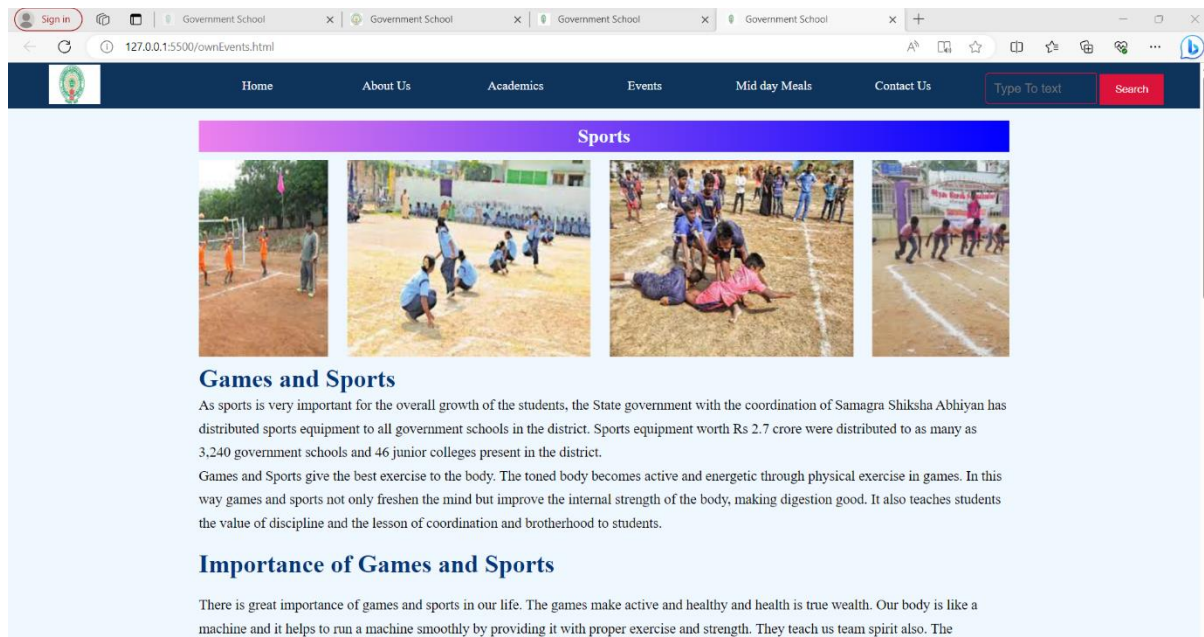 Sign in
Government School
Government School
Government School
Government School
127.0.0.1:5500/ownEvents.html
Home
About Us
Academics
Events
Mid day Meals
Contact Us
Type To text
Search
Sports
Games and Sports
As sports is very important for the overall growth of the students, the State government with the coordination of Samagra Shiksha Abhiyan has
distributed sports equipment to all government schools in the district. Sports equipment worth Rs 2.7 crore were distributed to as many as
3,240 government schools and 46 junior colleges present in the district.
Games and Sports give the best exercise to the body. The toned body becomes active and energetic through physical exercise in games. In this
way games and sports not only freshen the mind but improve the internal strength of the body, making digestion good. It also teaches students
the value of discipline and the lesson of coordination and brotherhood to students.
Importance of Games and Sports
There is great importance of games and sports in our life. The games make active and healthy and health is true wealth. Our body is like a
machine and it helps to run a machine smoothly by providing it with proper exercise and strength. They teach us team spirit also. The